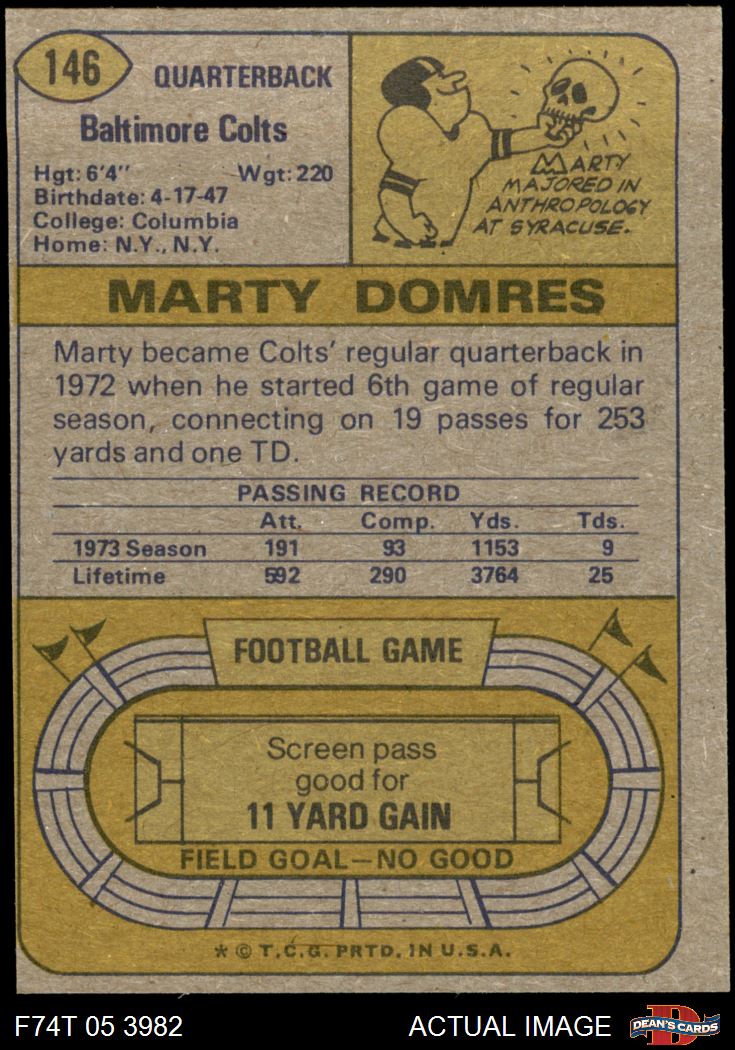 146
QUARTERBACK
Baltimore Colts
Hgt: 6'4" Wgt: 220
Birthdate: 4-17-47
College: Columbia
Home: N.Y., N.Y.
MARTY
MAJORED IN
ANTHROPOLOGY
AT SYRACUSE.
MARTY DOMRES
Marty became Colts' regular quarterback in
1972 when he started 6th game of regular
season, connecting on 19 passes for 253
yards and one TD.
PASSING RECORD
Att. Comp. Yds. Tds.
1973 Season 191 93 1153 9
Lifetime 592 290 3764 25
FOOTBALL GAME
Screen pass
good for
11 YARD GAIN
FIELD GOAL—NO GOOD
* © T.C.G. PRTD. IN U.S.A.
F74T 05 3982 ACTUAL IMAGE D DEAN'S CARDS